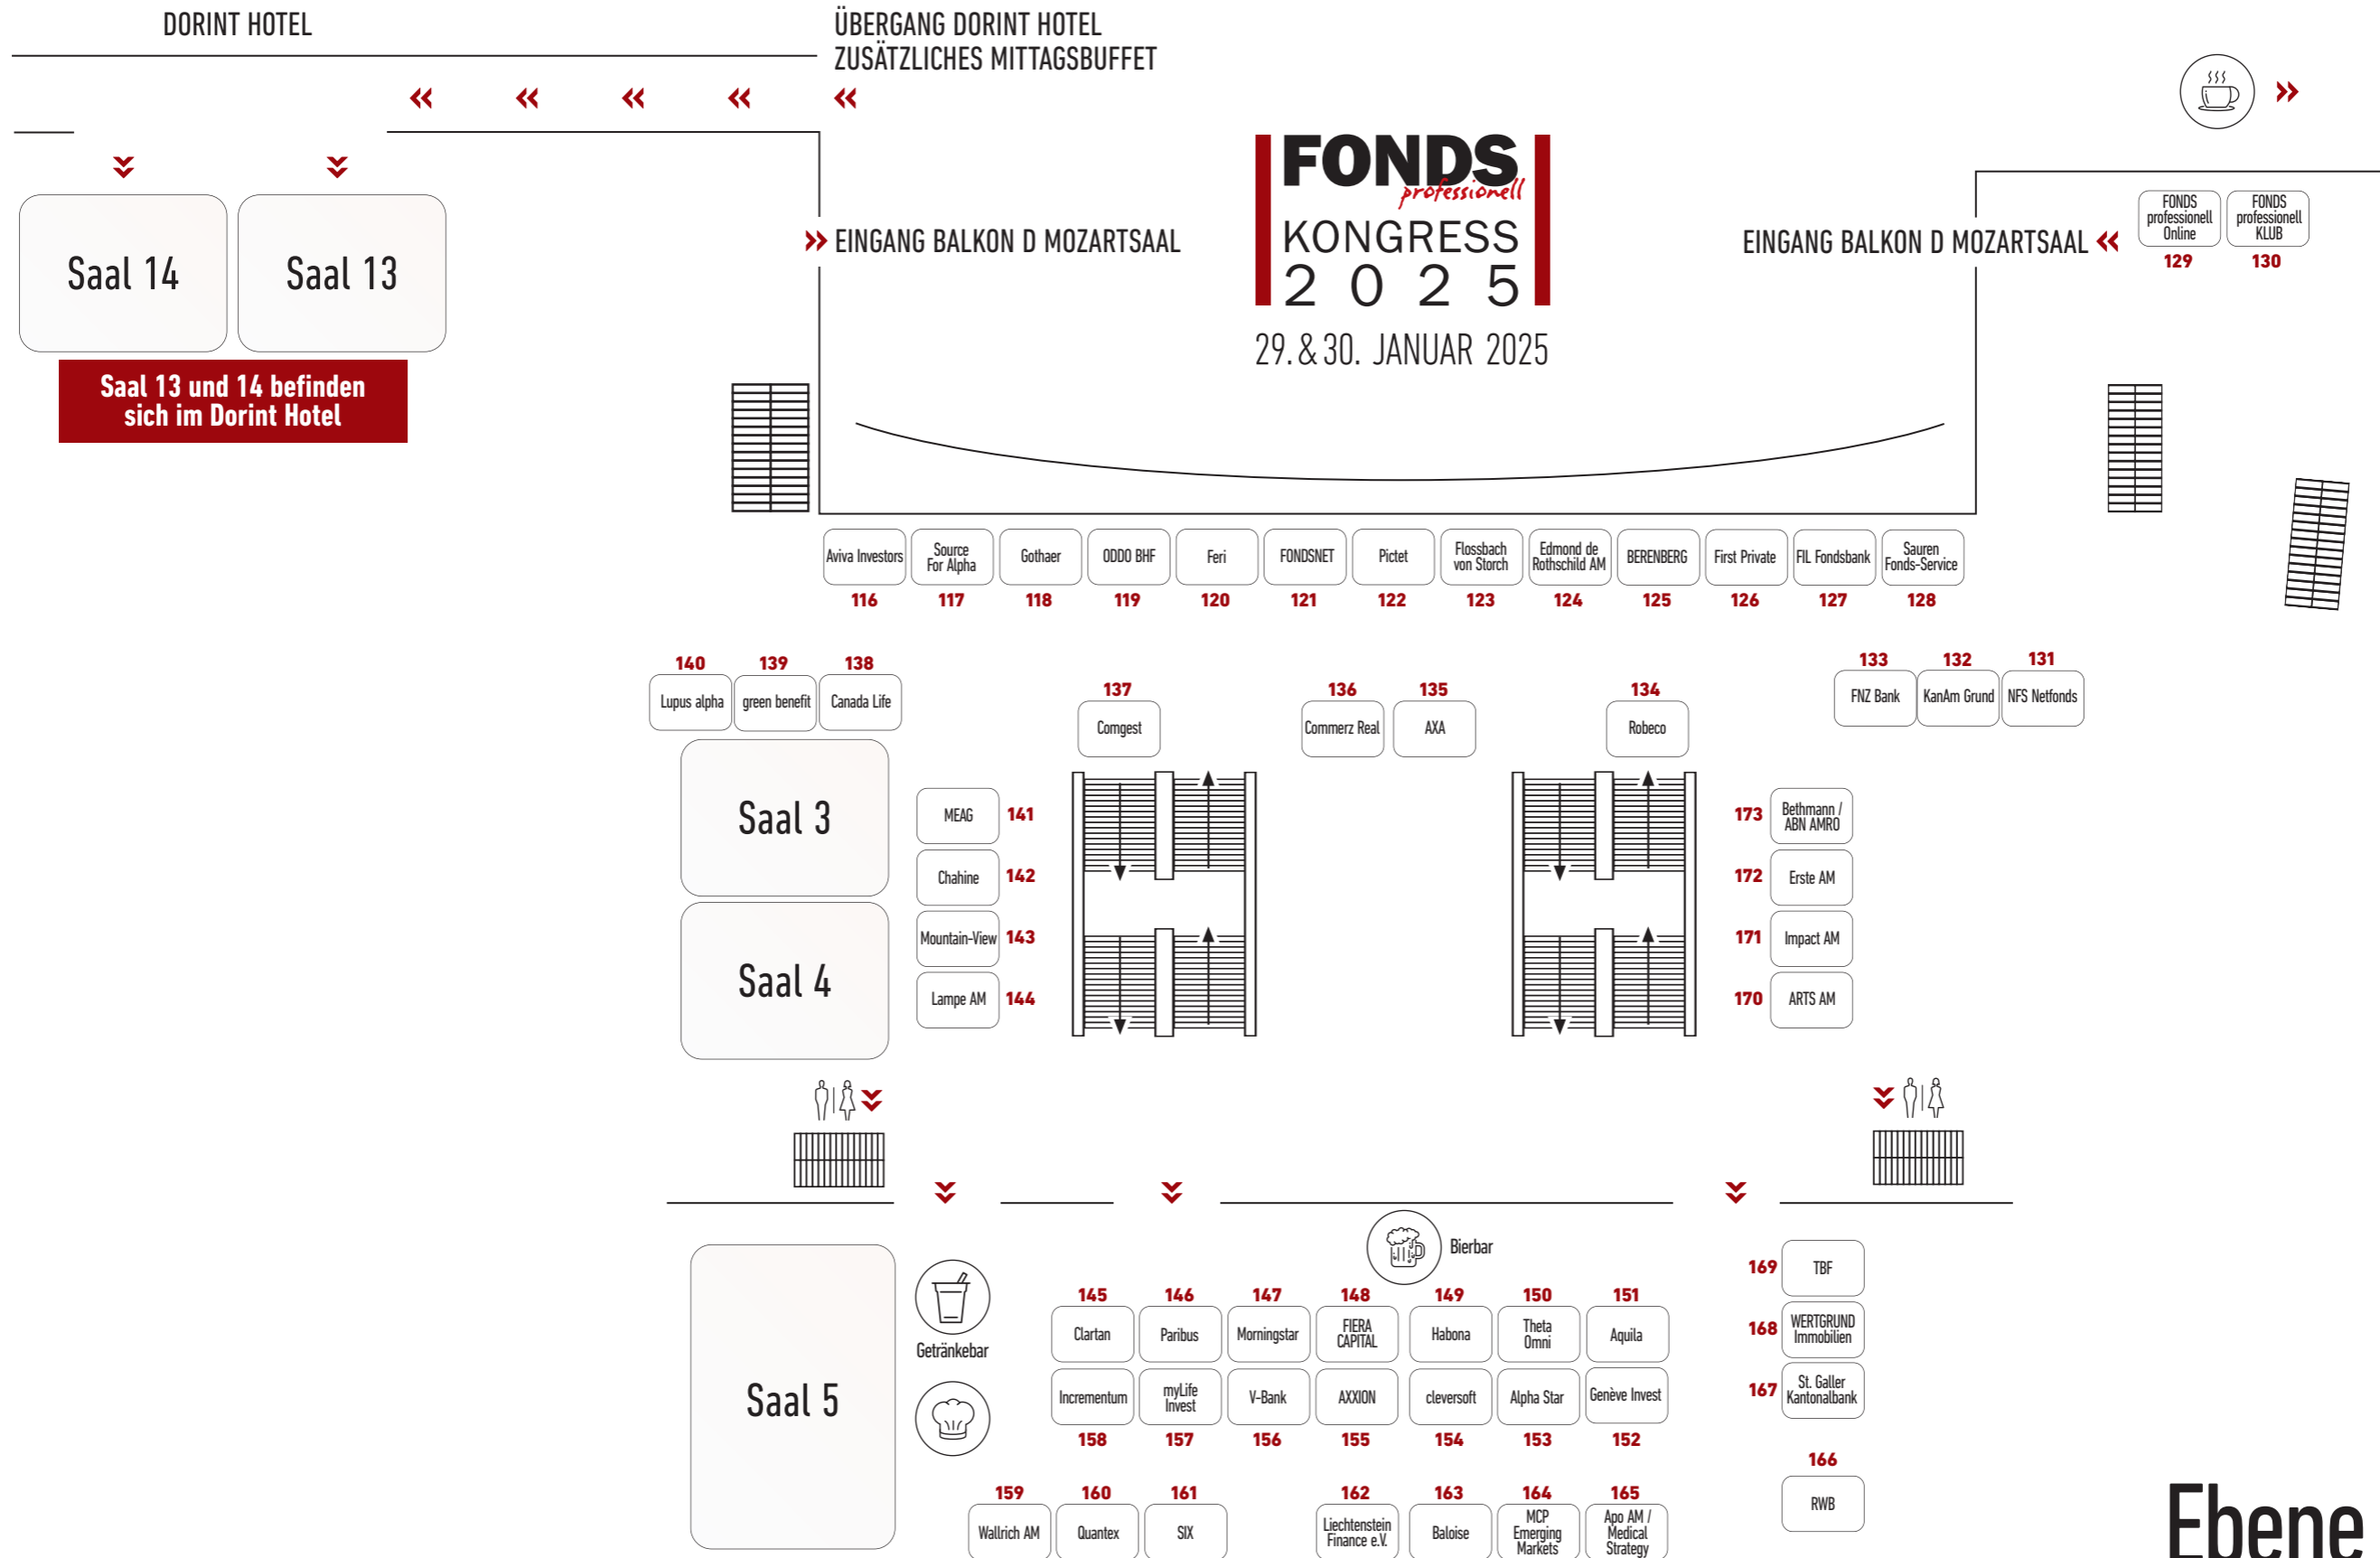 DORINT HOTEL
ÜBERGANG DORINT HOTEL
ZUSÄTZLICHES MITTAGSBUFFET
FONDS
professionell
KONGRESS
2025
29. & 30. JANUAR 2025
EINGANG BALKON D MOZARTSAAL
EINGANG BALKON D MOZARTSAAL
FONDS
professionell
Online
129
FONDS
professionell
KLUB
130
Saal 14
Saal 13
Saal 13 und 14 befinden
sich im Dorint Hotel
Aviva Investors
116
Source
For Alpha
117
Gothaer
118
ODDO BHF
119
Feri
120
FONDSNET
121
Pictet
122
Flossbach
von Storch
123
Edmond de
Rothschild AM
124
BERENBERG
125
First Private
126
FIL Fondsbank
127
Sauren
Fonds-Service
128
140
Lupus alpha
139
green benefit
138
Canada Life
137
Comgest
136
Commerz Real
135
AXA
134
Robeco
133
FNZ Bank
132
KanAm Grund
131
NFS Netfonds
Saal 3
Saal 4
MEAG
141
Chahine
142
Mountain-View
143
Lampe AM
144
173
Bethmann /
ABN AMRO
172
Erste AM
171
Impact AM
170
ARTS AM
Bierbar
Saal 5
Getränkebar
145
Clartan
146
Paribus
147
Morningstar
148
FIERA
CAPITAL
149
Habona
150
Theta
Omni
151
Aquila
Incrementum
158
myLife
Invest
157
V-Bank
156
AXXION
155
cleversoft
154
Alpha Star
153
Genève Invest
152
169
TBF
168
WERTGRUND
Immobilien
167
St. Galler
Kantonalbank
166
RWB
159
Wallrich AM
160
Quantex
161
SIX
162
Liechtenstein
Finance e.V.
163
Baloise
164
MCP
Emerging
Markets
165
Apo AM /
Medical
Strategy
Ebene